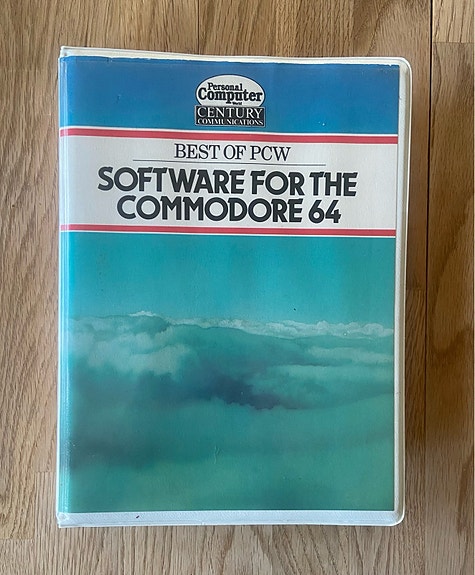 Personal
Computer
World
CENTURY
COMMUNICATIONS
BEST OF PCW
SOFTWARE FOR THE
COMMODORE 64